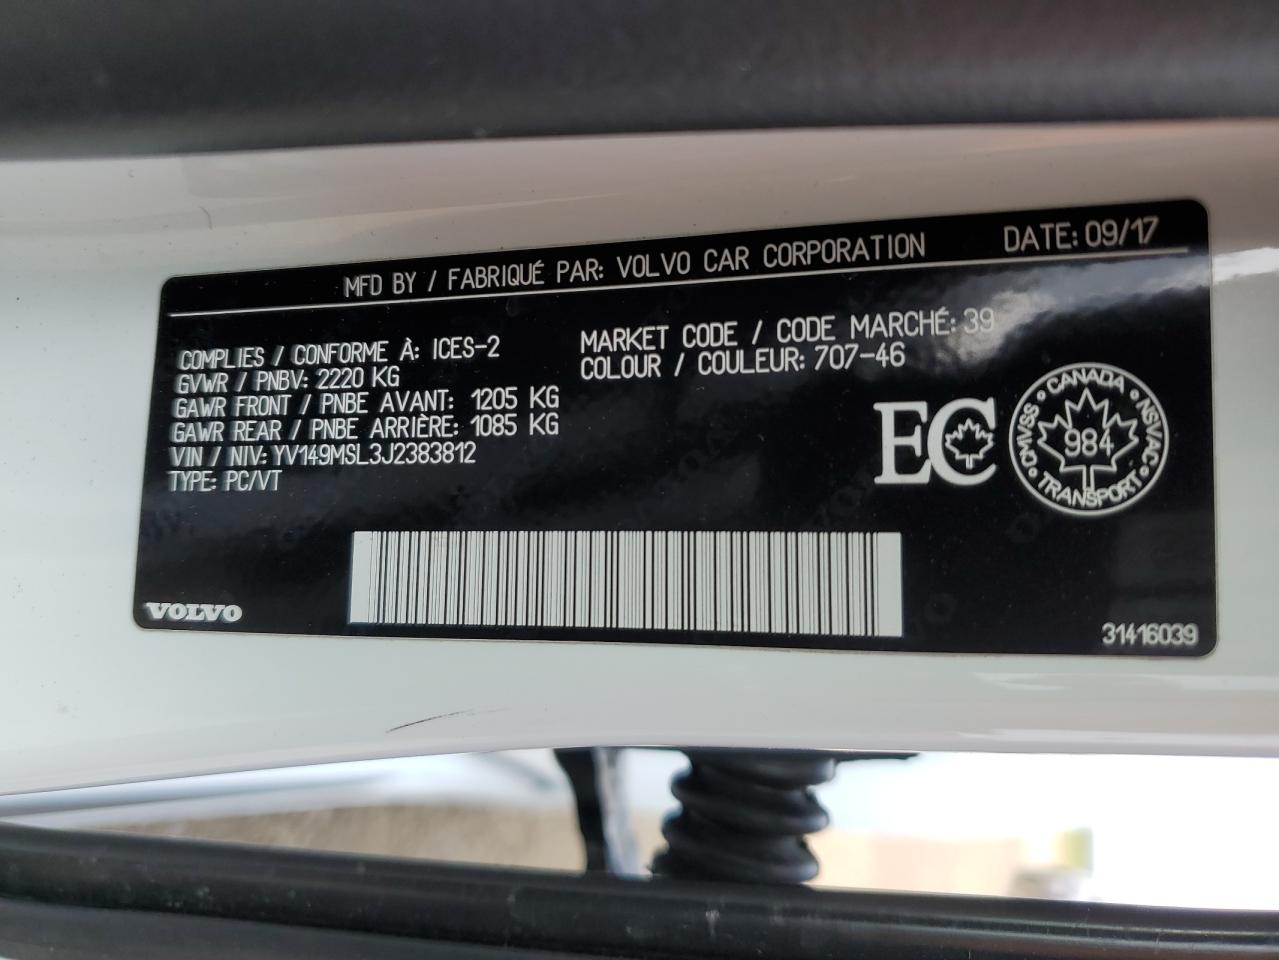 MFD BY / FABRIQUÉ PAR: VOLVO CAR CORPORATION DATE: 09/17
COMPLIES / CONFORME À: ICES-2
GVWR / PNBV: 2220 KG
GAWR FRONT / PNBE AVANT: 1205 KG
GAWR REAR / PNBE ARRIÈRE: 1085 KG
VIN / NIV: YV149MSL3J2383812
TYPE: PC/VT
MARKET CODE / CODE MARCHÉ: 39
COLOUR / COULEUR: 707-46
EC
CANADA
CMVSS
NSVAC
984
TRANSPORT
VOLVO
31416039